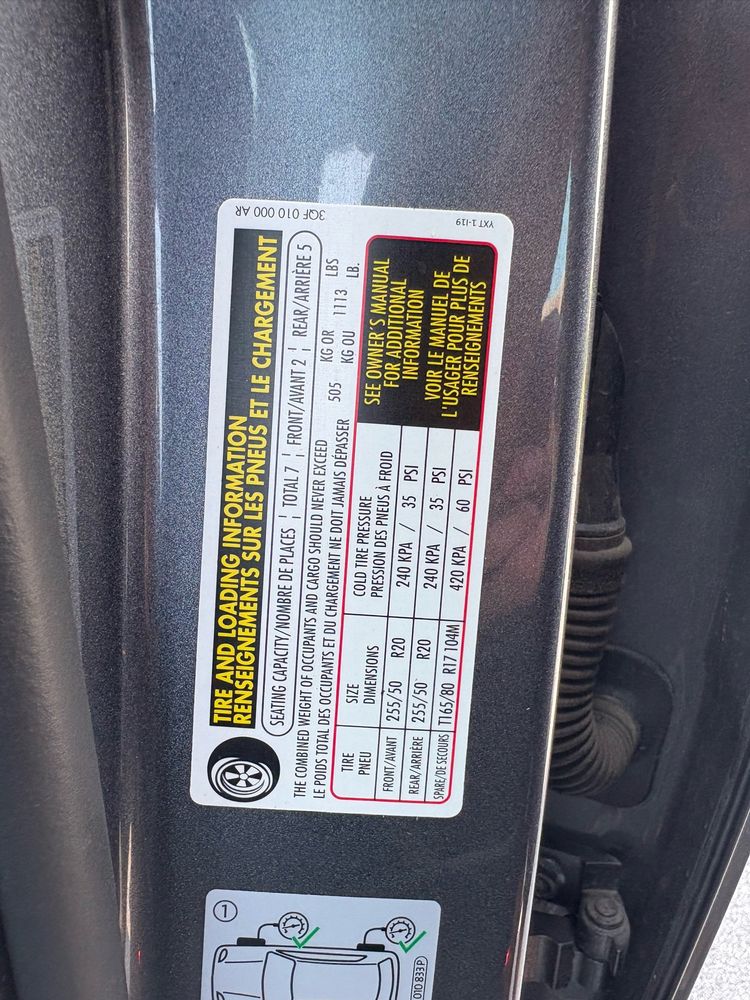 3QF 010 000 AR
TIRE AND LOADING INFORMATION
RENSEIGNEMENTS SUR LES PNEUS ET LE CHARGEMENT
SEATING CAPACITY/NOMBRE DE PLACES ¦ TOTAL 7 ¦ FRONT/AVANT 2 ¦ REAR/ARRIÈRE 5
THE COMBINED WEIGHT OF OCCUPANTS AND CARGO SHOULD NEVER EXCEED 505 KG OR 1113 LBS
LE POIDS TOTAL DES OCCUPANTS ET DU CHARGEMENT NE DOIT JAMAIS DÉPASSER KG OU LB.
TIRE SIZE COLD TIRE PRESSURE
PNEU DIMENSIONS PRESSION DES PNEUS À FROID
FRONT/AVANT 255/50 R20 240 KPA / 35 PSI
REAR/ARRIÈRE 255/50 R20 240 KPA / 35 PSI
SPARE/DE SECOURS T165/80 R17 104M 420 KPA / 60 PSI
SEE OWNER'S MANUAL
FOR ADDITIONAL
INFORMATION
VOIR LE MANUEL DE
L'USAGER POUR PLUS DE
RENSEIGNEMENTS
YXT 1-I19
1
010 833 P